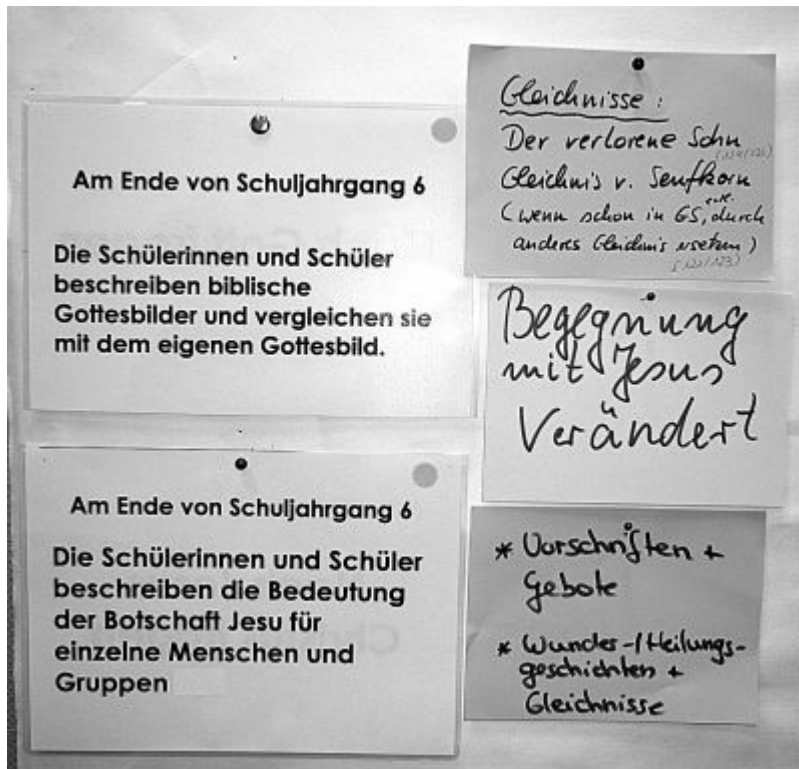 Am Ende von Schuljahrgang 6
Die Schülerinnen und Schüler
beschreiben biblische
Gottesbilder und vergleichen sie
mit dem eigenen Gottesbild.
Am Ende von Schuljahrgang 6
Die Schülerinnen und Schüler
beschreiben die Bedeutung
der Botschaft Jesu für
einzelne Menschen und
Gruppen
Gleichnisse:
Der verlorene Sohn
Gleichnis v. Senfkorn
(wenn schon in GS, evt. durch
anderes Gleichnis ersetzen)
(122/123)
Begegnung
mit Jesus
Verändert
* Vorschriften +
Gebote
* Wunder-/Heilungs-
geschichten +
Gleichnisse